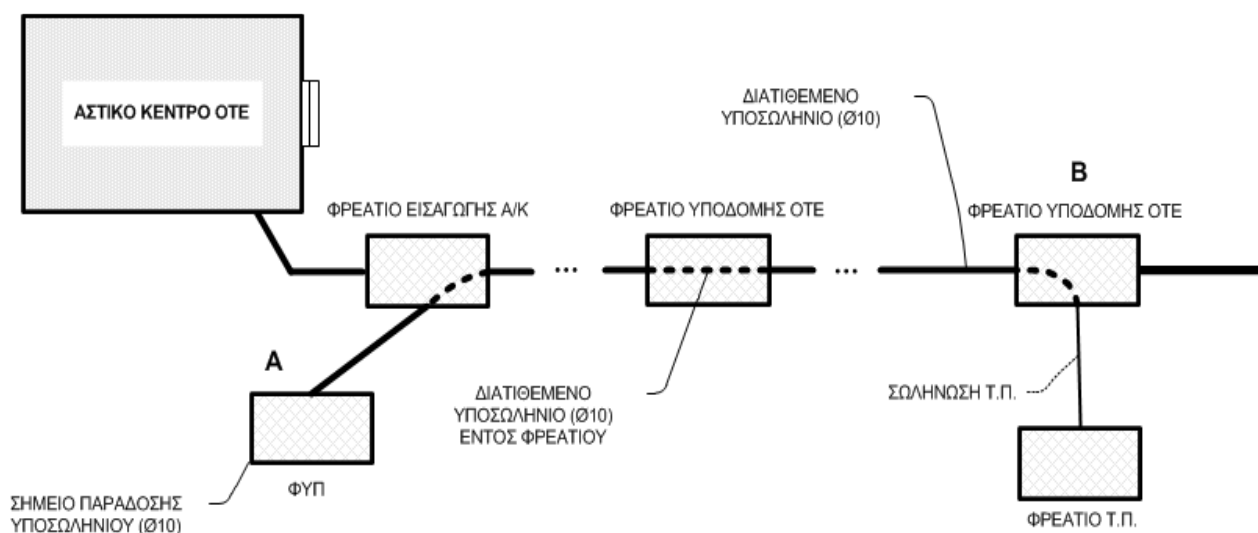 ΑΣΤΙΚΟ ΚΕΝΤΡΟ ΟΤΕ
ΔΙΑΤΙΘΕΜΕΝΟ
ΥΠΟΣΩΛΗΝΙΟ (Ø10)
Β
ΦΡΕΑΤΙΟ ΕΙΣΑΓΩΓΗΣ Α/Κ
ΦΡΕΑΤΙΟ ΥΠΟΔΟΜΗΣ ΟΤΕ
ΦΡΕΑΤΙΟ ΥΠΟΔΟΜΗΣ ΟΤΕ
...
...
Α
ΔΙΑΤΙΘΕΜΕΝΟ
ΥΠΟΣΩΛΗΝΙΟ (Ø10)
ΕΝΤΟΣ ΦΡΕΑΤΙΟΥ
ΣΩΛΗΝΩΣΗ Τ.Π.
ΦΥΠ
ΣΗΜΕΙΟ ΠΑΡΑΔΟΣΗΣ
ΥΠΟΣΩΛΗΝΙΟΥ (Ø10)
ΦΡΕΑΤΙΟ Τ.Π.